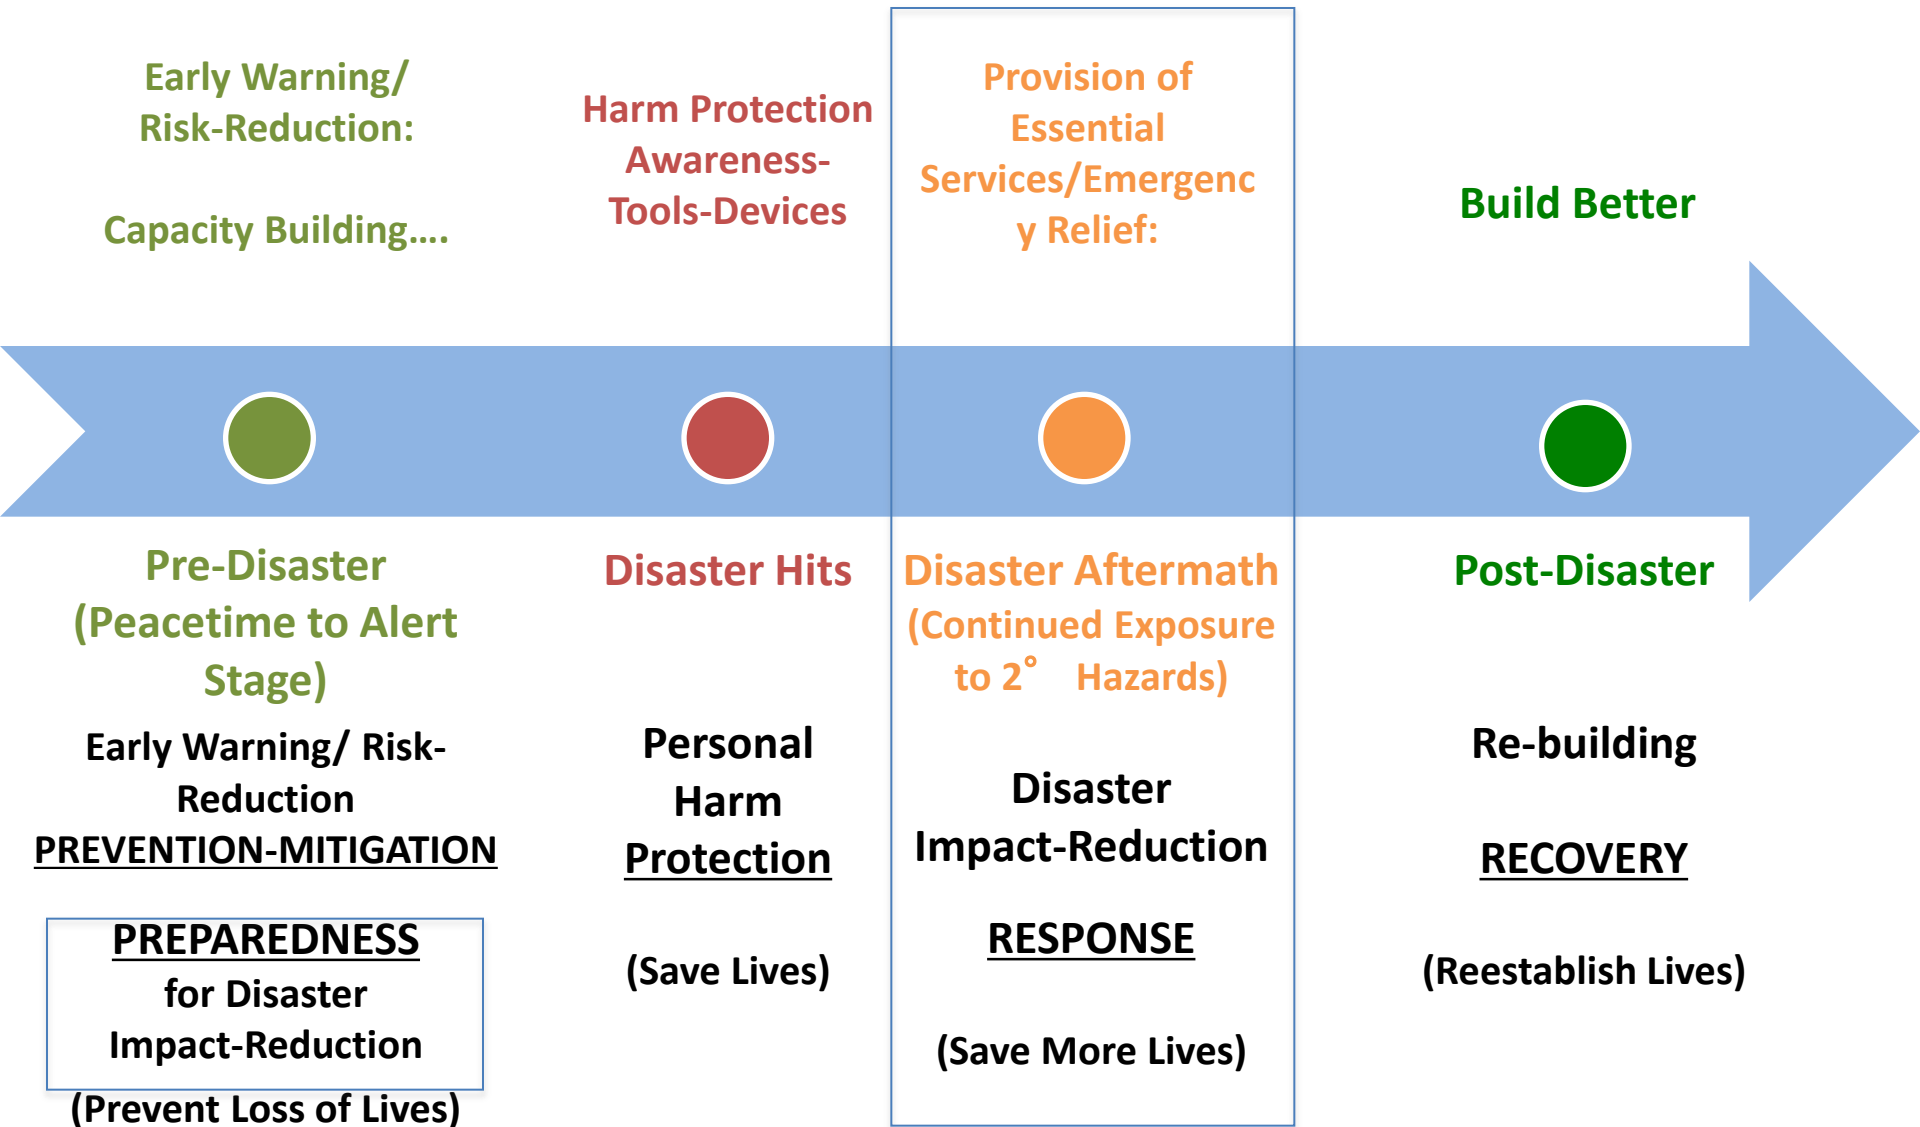 Early Warning/
Risk-Reduction:
Capacity Building....
Harm Protection
Awareness-
Tools-Devices
Provision of
Essential
Services/Emergenc
y Relief:
Build Better
Pre-Disaster
(Peacetime to Alert
Stage)
Early Warning/ Risk-
Reduction
PREVENTION-MITIGATION
PREPAREDNESS
for Disaster
Impact-Reduction
(Prevent Loss of Lives)
Disaster Hits
Personal
Harm
Protection
(Save Lives)
Disaster Aftermath
(Continued Exposure
to 2° Hazards)
Disaster
Impact-Reduction
RESPONSE
(Save More Lives)
Post-Disaster
Re-building
RECOVERY
(Reestablish Lives)